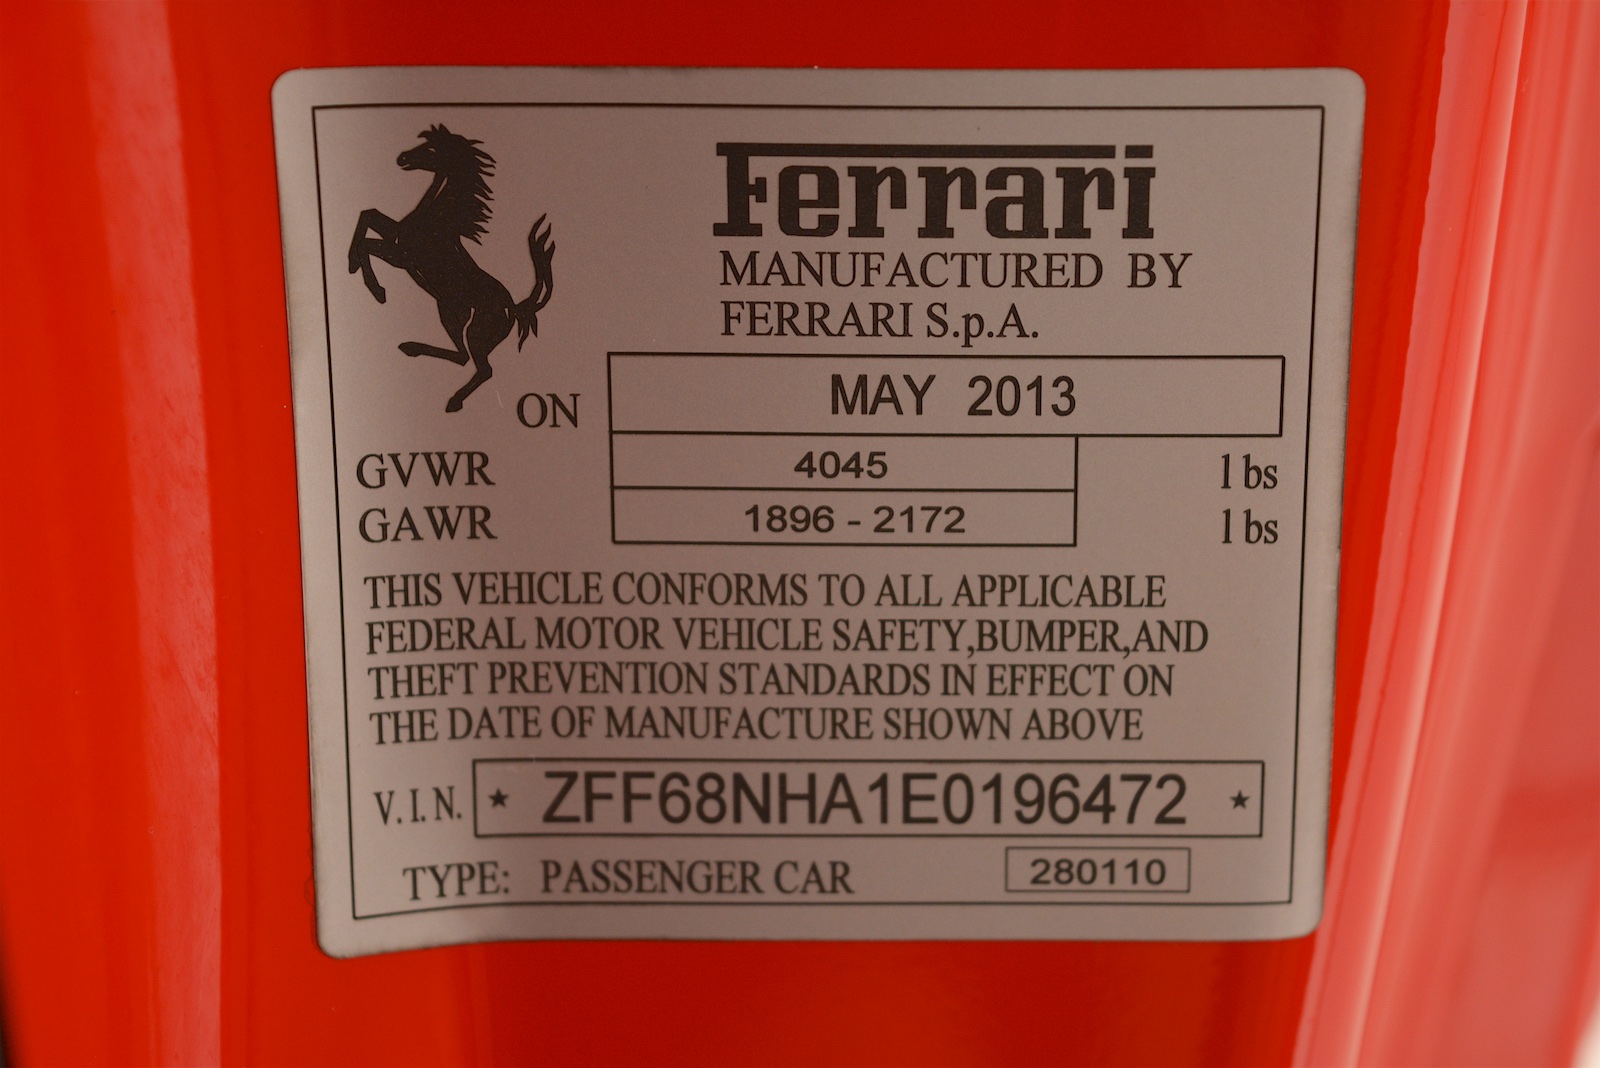 Ferrari
MANUFACTURED BY
FERRARI S.p.A.
ON MAY 2013
GVWR 4045 lbs
GAWR 1896 - 2172 lbs
THIS VEHICLE CONFORMS TO ALL APPLICABLE
FEDERAL MOTOR VEHICLE SAFETY,BUMPER,AND
THEFT PREVENTION STANDARDS IN EFFECT ON
THE DATE OF MANUFACTURE SHOWN ABOVE
V.I.N. ★ ZFF68NHA1E0196472 ★
TYPE: PASSENGER CAR 280110